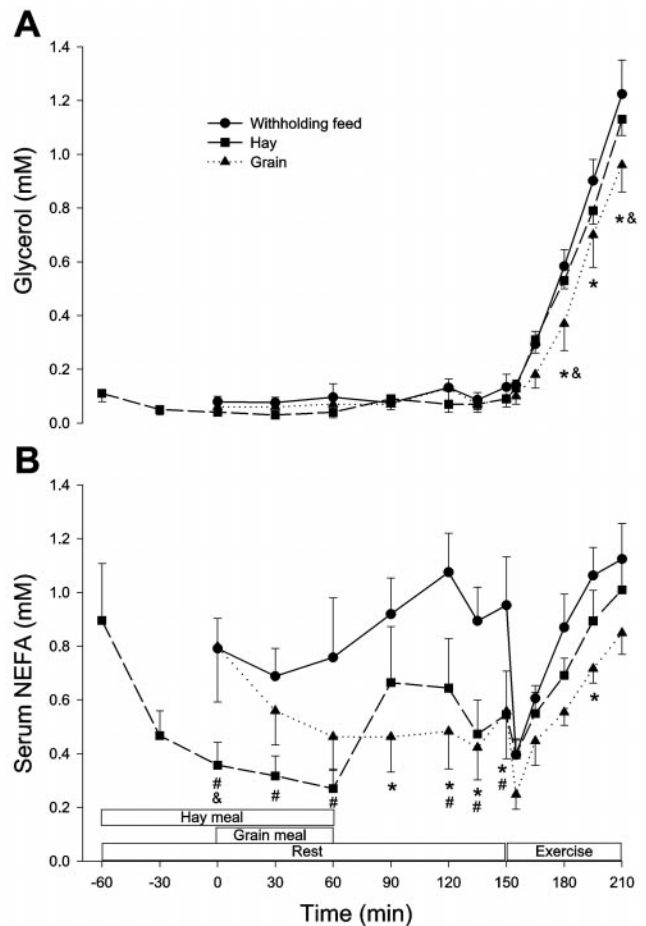 A
1.4
1.2
1.0
0.8
0.6
0.4
0.2
0.0
Glycerol (mM)
Withholding feed
Hay
Grain
*&
*
*&
B
1.4
1.2
1.0
0.8
0.6
0.4
0.2
0.0
Serum NEFA (mM)
#
&
#
#
*
*
#
*
#
*
#
*
Hay meal
Grain meal
Rest
Exercise
-60 -30 0 30 60 90 120 150 180 210
Time (min)